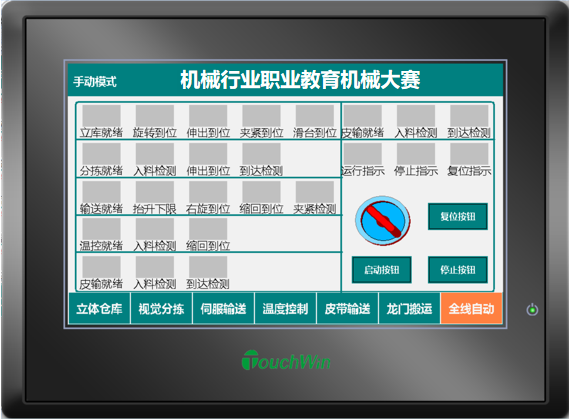 手动模式 机械行业职业教育机械大赛
立库就绪 旋转到位 伸出到位 夹紧到位 滑台到位 皮输就绪 入料检测 到达检测
分拣就绪 入料检测 伸出到位 到达检测 运行指示 停止指示 复位指示
输送就绪 抬升下限 右旋到位 缩回到位 夹紧检测
复位按钮
温控就绪 入料检测 缩回到位
启动按钮 停止按钮
皮输就绪 入料检测 到达检测
立体仓库 视觉分拣 伺服输送 温度控制 皮带输送 龙门搬运 全线自动
TouchWin